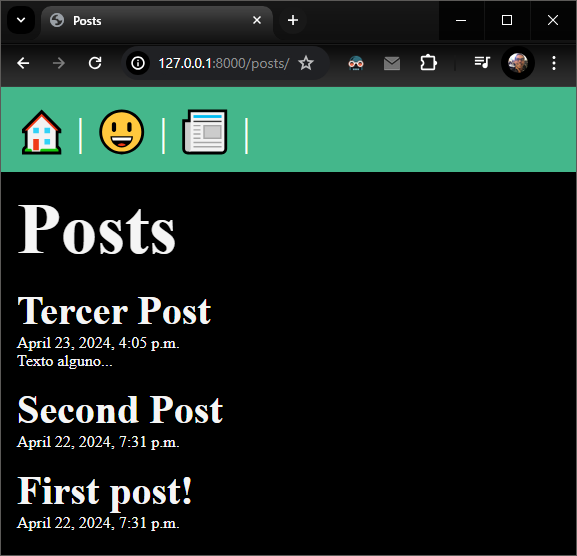 Posts
127.0.0.1:8000/posts/
Posts
Tercer Post
April 23, 2024, 4:05 p.m.
Texto alguno...
Second Post
April 22, 2024, 7:31 p.m.
First post!
April 22, 2024, 7:31 p.m.